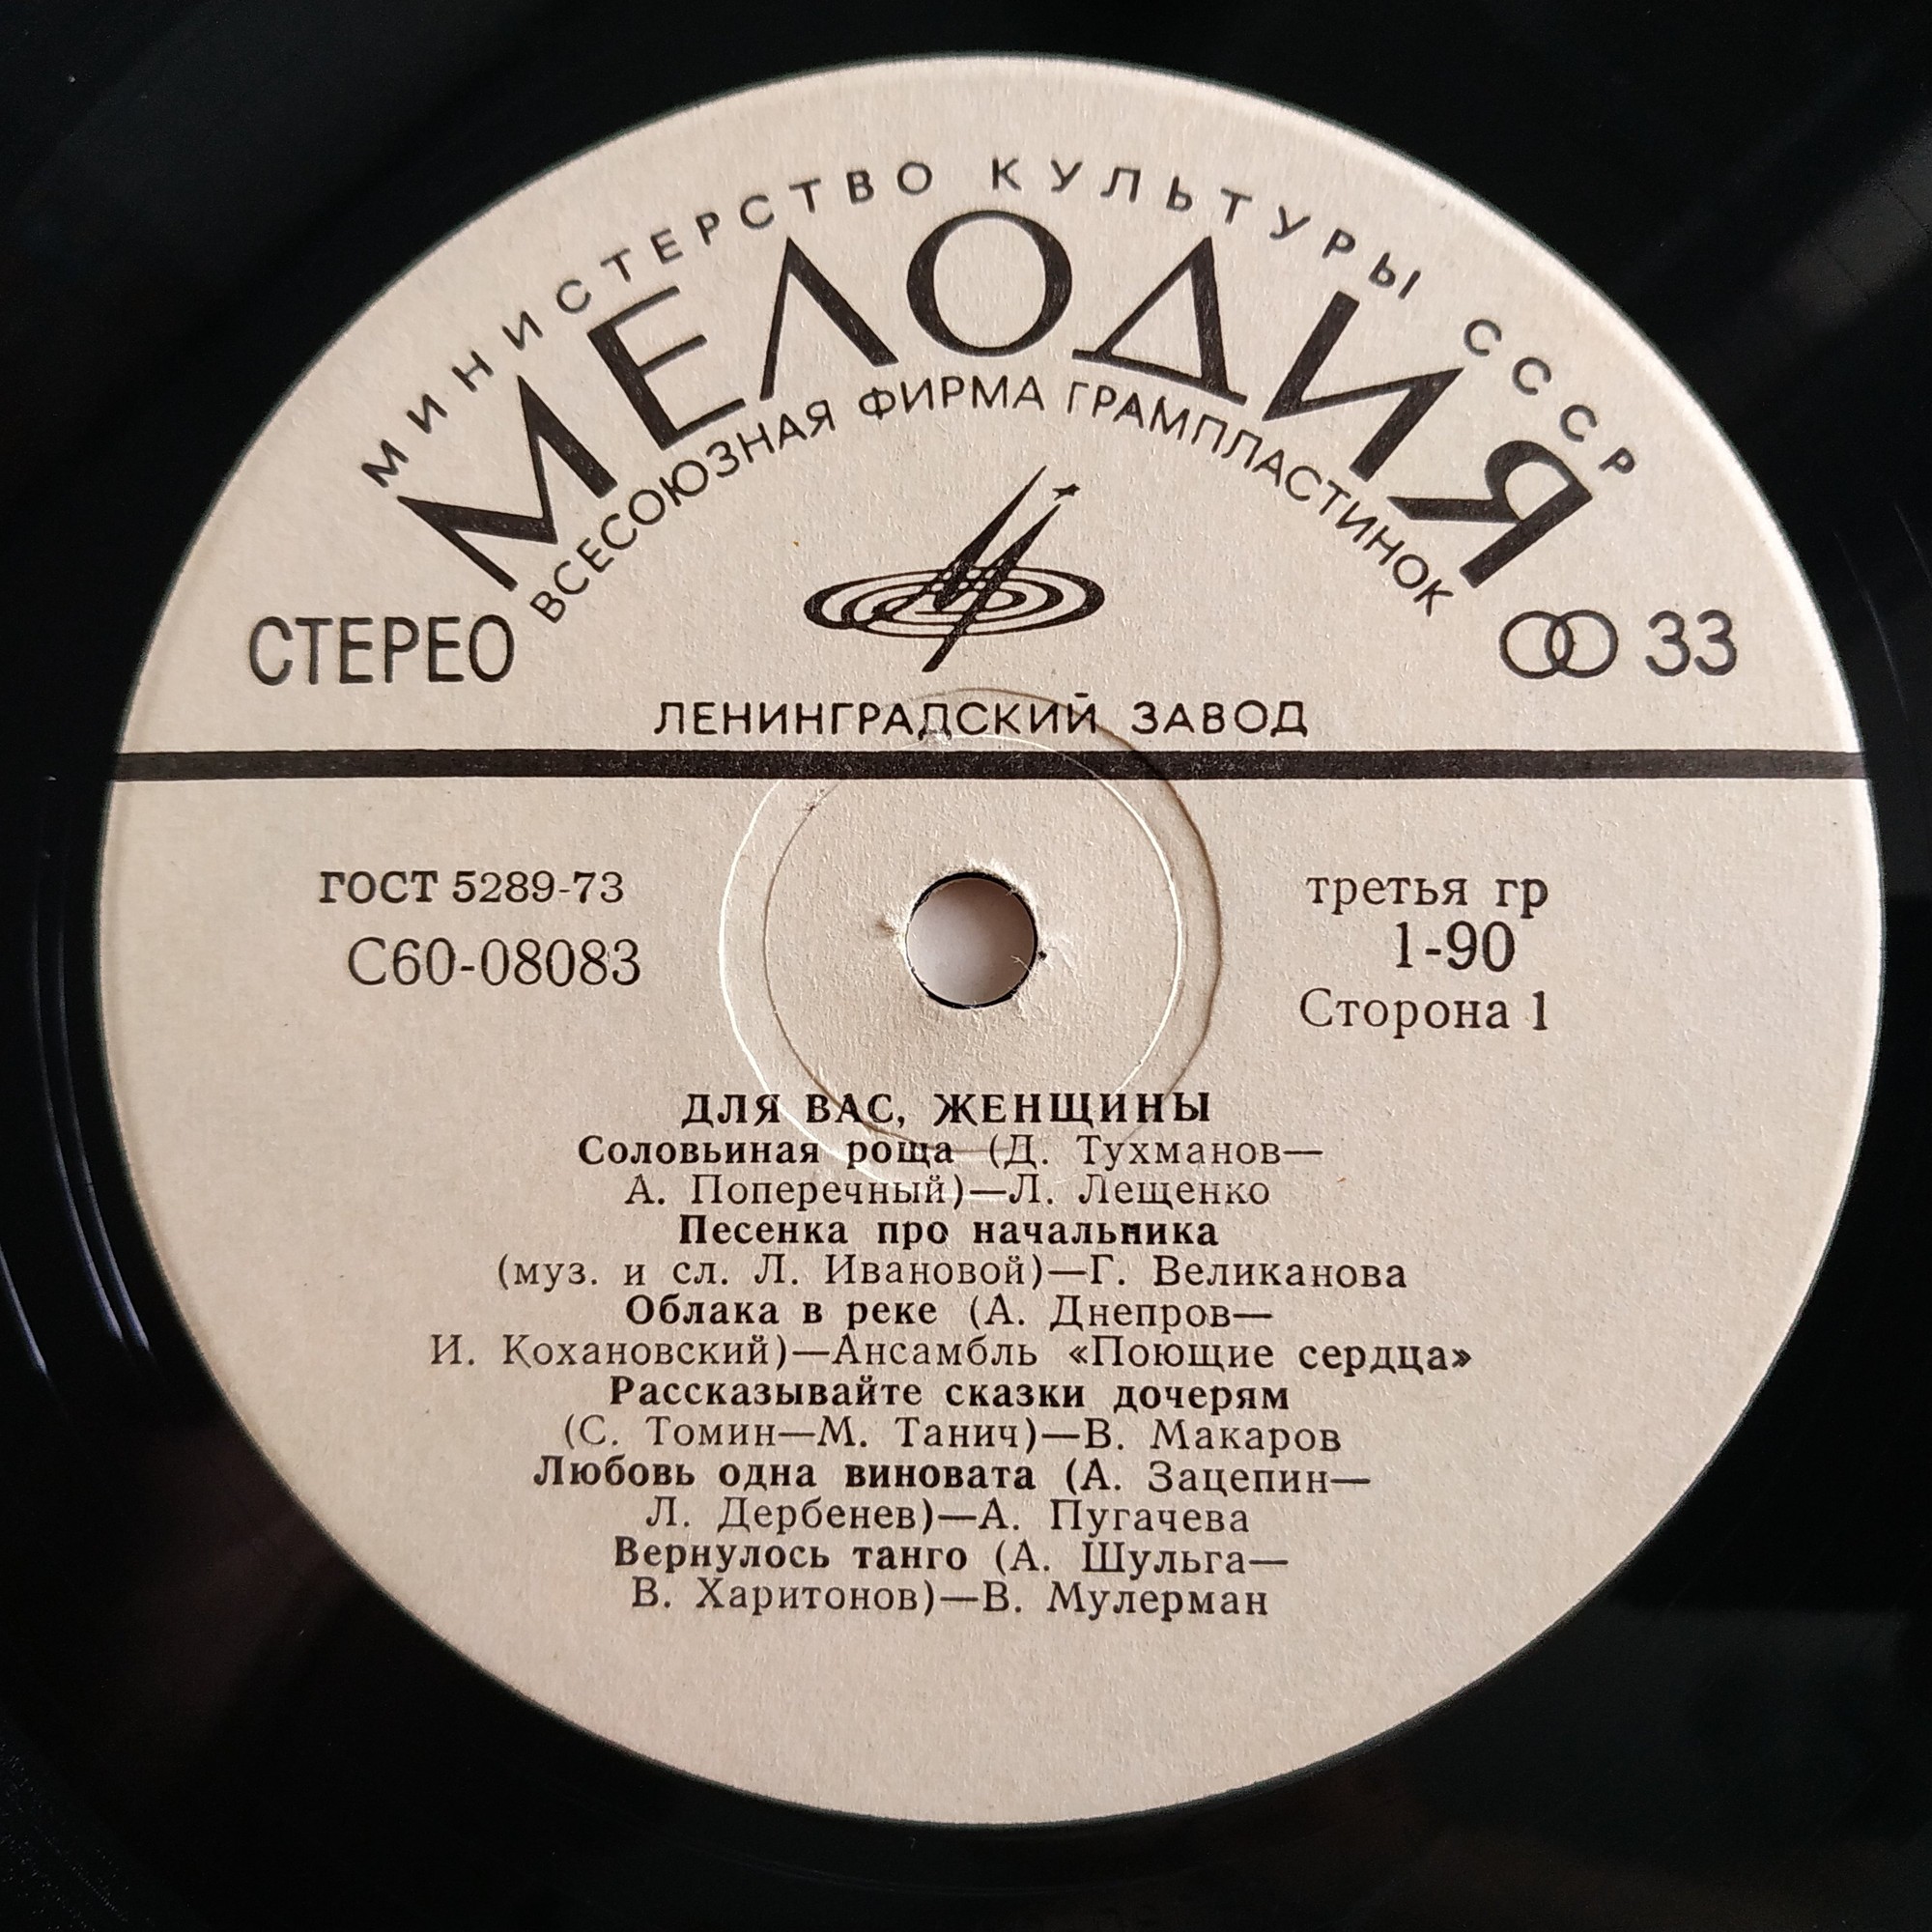 МИНИСТЕРСТВО КУЛЬТУРЫ СССР
МЕЛОДИЯ
ВСЕСОЮЗНАЯ ФИРМА ГРАМПЛАСТИНОК
СТЕРЕО
33
ЛЕНИНГРАДСКИЙ ЗАВОД
ГОСТ 5289-73
С60-08083
третья гр
1-90
Сторона 1
ДЛЯ ВАС, ЖЕНЩИНЫ
Соловьиная роща (Д. Тухманов—
А. Поперечный)—Л. Лещенко
Песенка про начальника
(муз. и сл. Л. Ивановой)—Г. Великанова
Облака в реке (А. Днепров—
И. Кохановский)—Ансамбль «Поющие сердца»
Рассказывайте сказки дочерям
(С. Томин—М. Танич)—В. Макаров
Любовь одна виновата (А. Зацепин—
Л. Дербенев)—А. Пугачева
Вернулось танго (А. Шульга—
В. Харитонов)—В. Мулерман